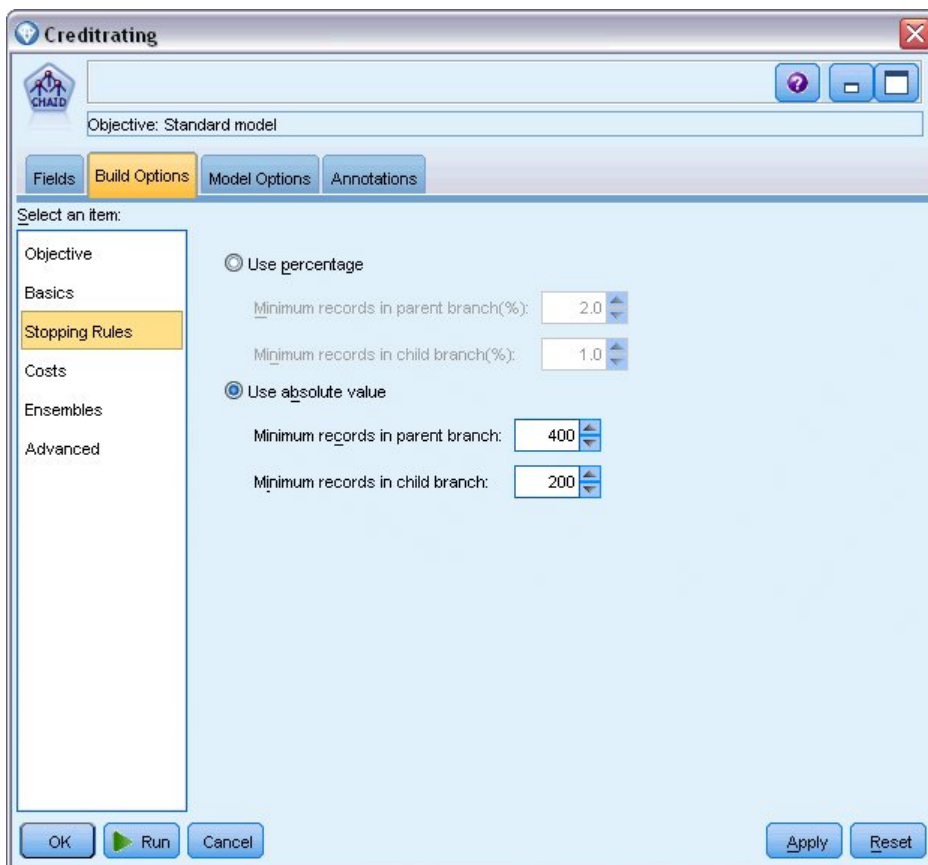 Creditrating
CHAID
Objective: Standard model
Fields Build Options Model Options Annotations
Select an item:
Objective
Basics
Stopping Rules
Costs
Ensembles
Advanced
Use percentage
Minimum records in parent branch(%): 2.0
Minimum records in child branch(%): 1.0
Use absolute value
Minimum records in parent branch: 400
Minimum records in child branch: 200
OK Run Cancel Apply Reset